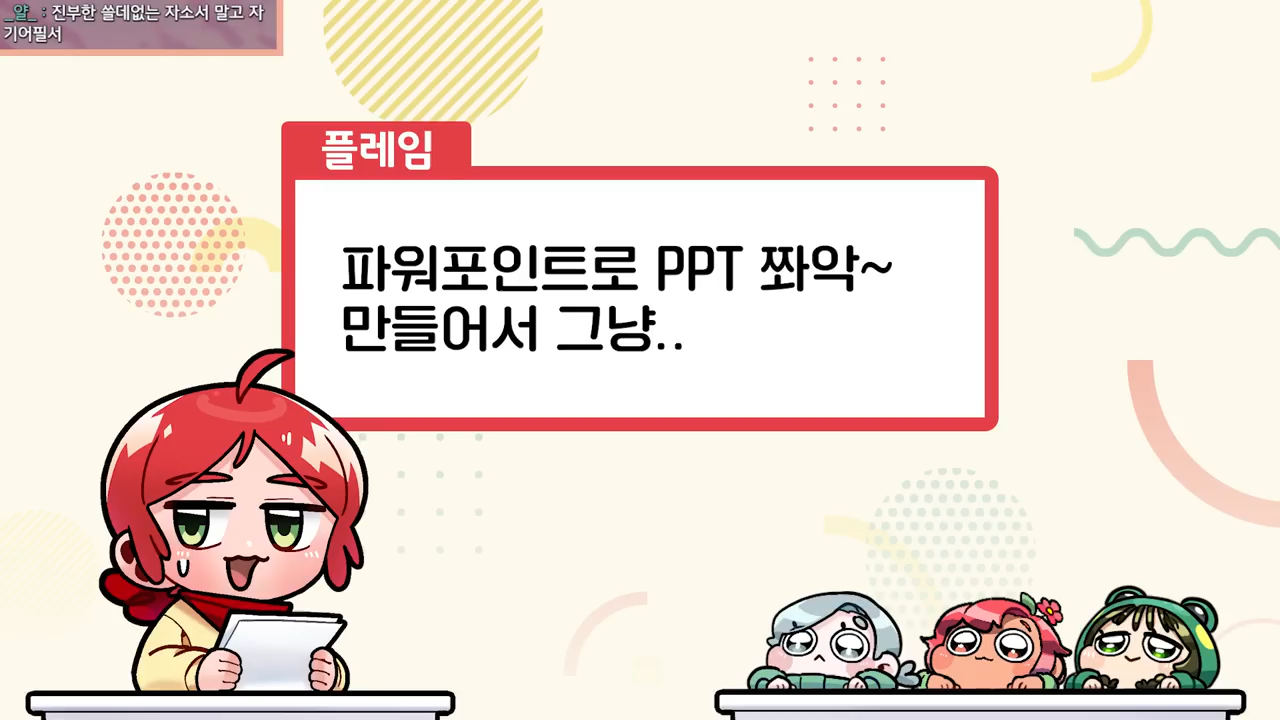 _얄_ : 진부한 쓸데없는 자소서 말고 자
기어필서
플레임
파워포인트로 PPT 쫘악~
만들어서 그냥..